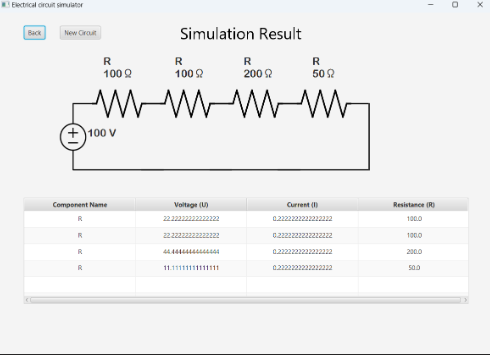 Electrical circuit simulator
Back New Circuit Simulation Result
R R R R
100 Ω 100 Ω 200 Ω 50 Ω
100 V
Component Name Voltage (U) Current (I) Resistance (R)
R 22.22222222222222 0.2222222222222222 100.0
R 22.22222222222222 0.2222222222222222 100.0
R 44.44444444444444 0.2222222222222222 200.0
R 11.11111111111111 0.2222222222222222 50.0